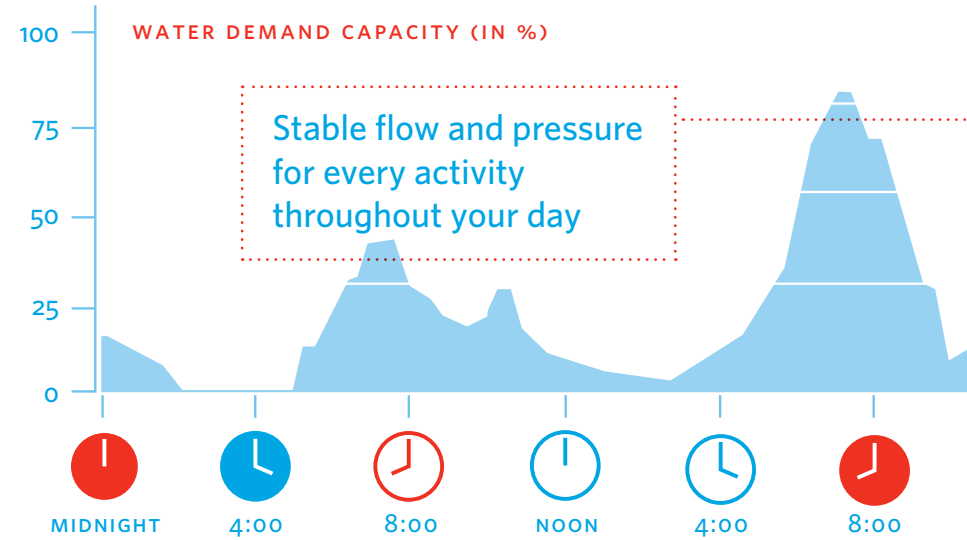 WATER DEMAND CAPACITY (IN %)
100
75
50
25
0
Stable flow and pressure
for every activity
throughout your day
MIDNIGHT 4:00 8:00 NOON 4:00 8:00